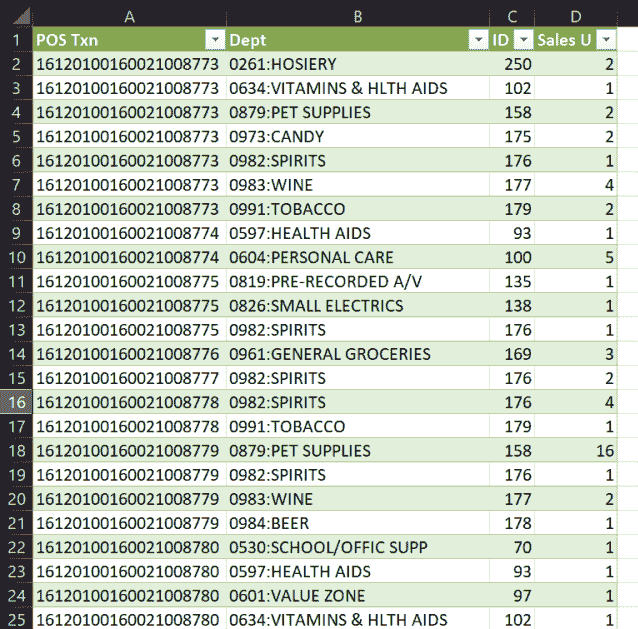 A B C D
1 POS Txn Dept ID Sales U
2 16120100160021008773 0261:HOSIERY 250 2
3 16120100160021008773 0634:VITAMINS & HLTH AIDS 102 1
4 16120100160021008773 0879:PET SUPPLIES 158 2
5 16120100160021008773 0973:CANDY 175 2
6 16120100160021008773 0982:SPIRITS 176 1
7 16120100160021008773 0983:WINE 177 4
8 16120100160021008773 0991:TOBACCO 179 2
9 16120100160021008774 0597:HEALTH AIDS 93 1
10 16120100160021008774 0604:PERSONAL CARE 100 5
11 16120100160021008775 0819:PRE-RECORDED A/V 135 1
12 16120100160021008775 0826:SMALL ELECTRICS 138 1
13 16120100160021008775 0982:SPIRITS 176 1
14 16120100160021008776 0961:GENERAL GROCERIES 169 3
15 16120100160021008777 0982:SPIRITS 176 2
16 16120100160021008778 0982:SPIRITS 176 4
17 16120100160021008778 0991:TOBACCO 179 1
18 16120100160021008779 0879:PET SUPPLIES 158 16
19 16120100160021008779 0982:SPIRITS 176 1
20 16120100160021008779 0983:WINE 177 2
21 16120100160021008779 0984:BEER 178 1
22 16120100160021008780 0530:SCHOOL/OFFIC SUPP 70 1
23 16120100160021008780 0597:HEALTH AIDS 93 1
24 16120100160021008780 0601:VALUE ZONE 97 1
25 16120100160021008780 0634:VITAMINS & HLTH AIDS 102 1